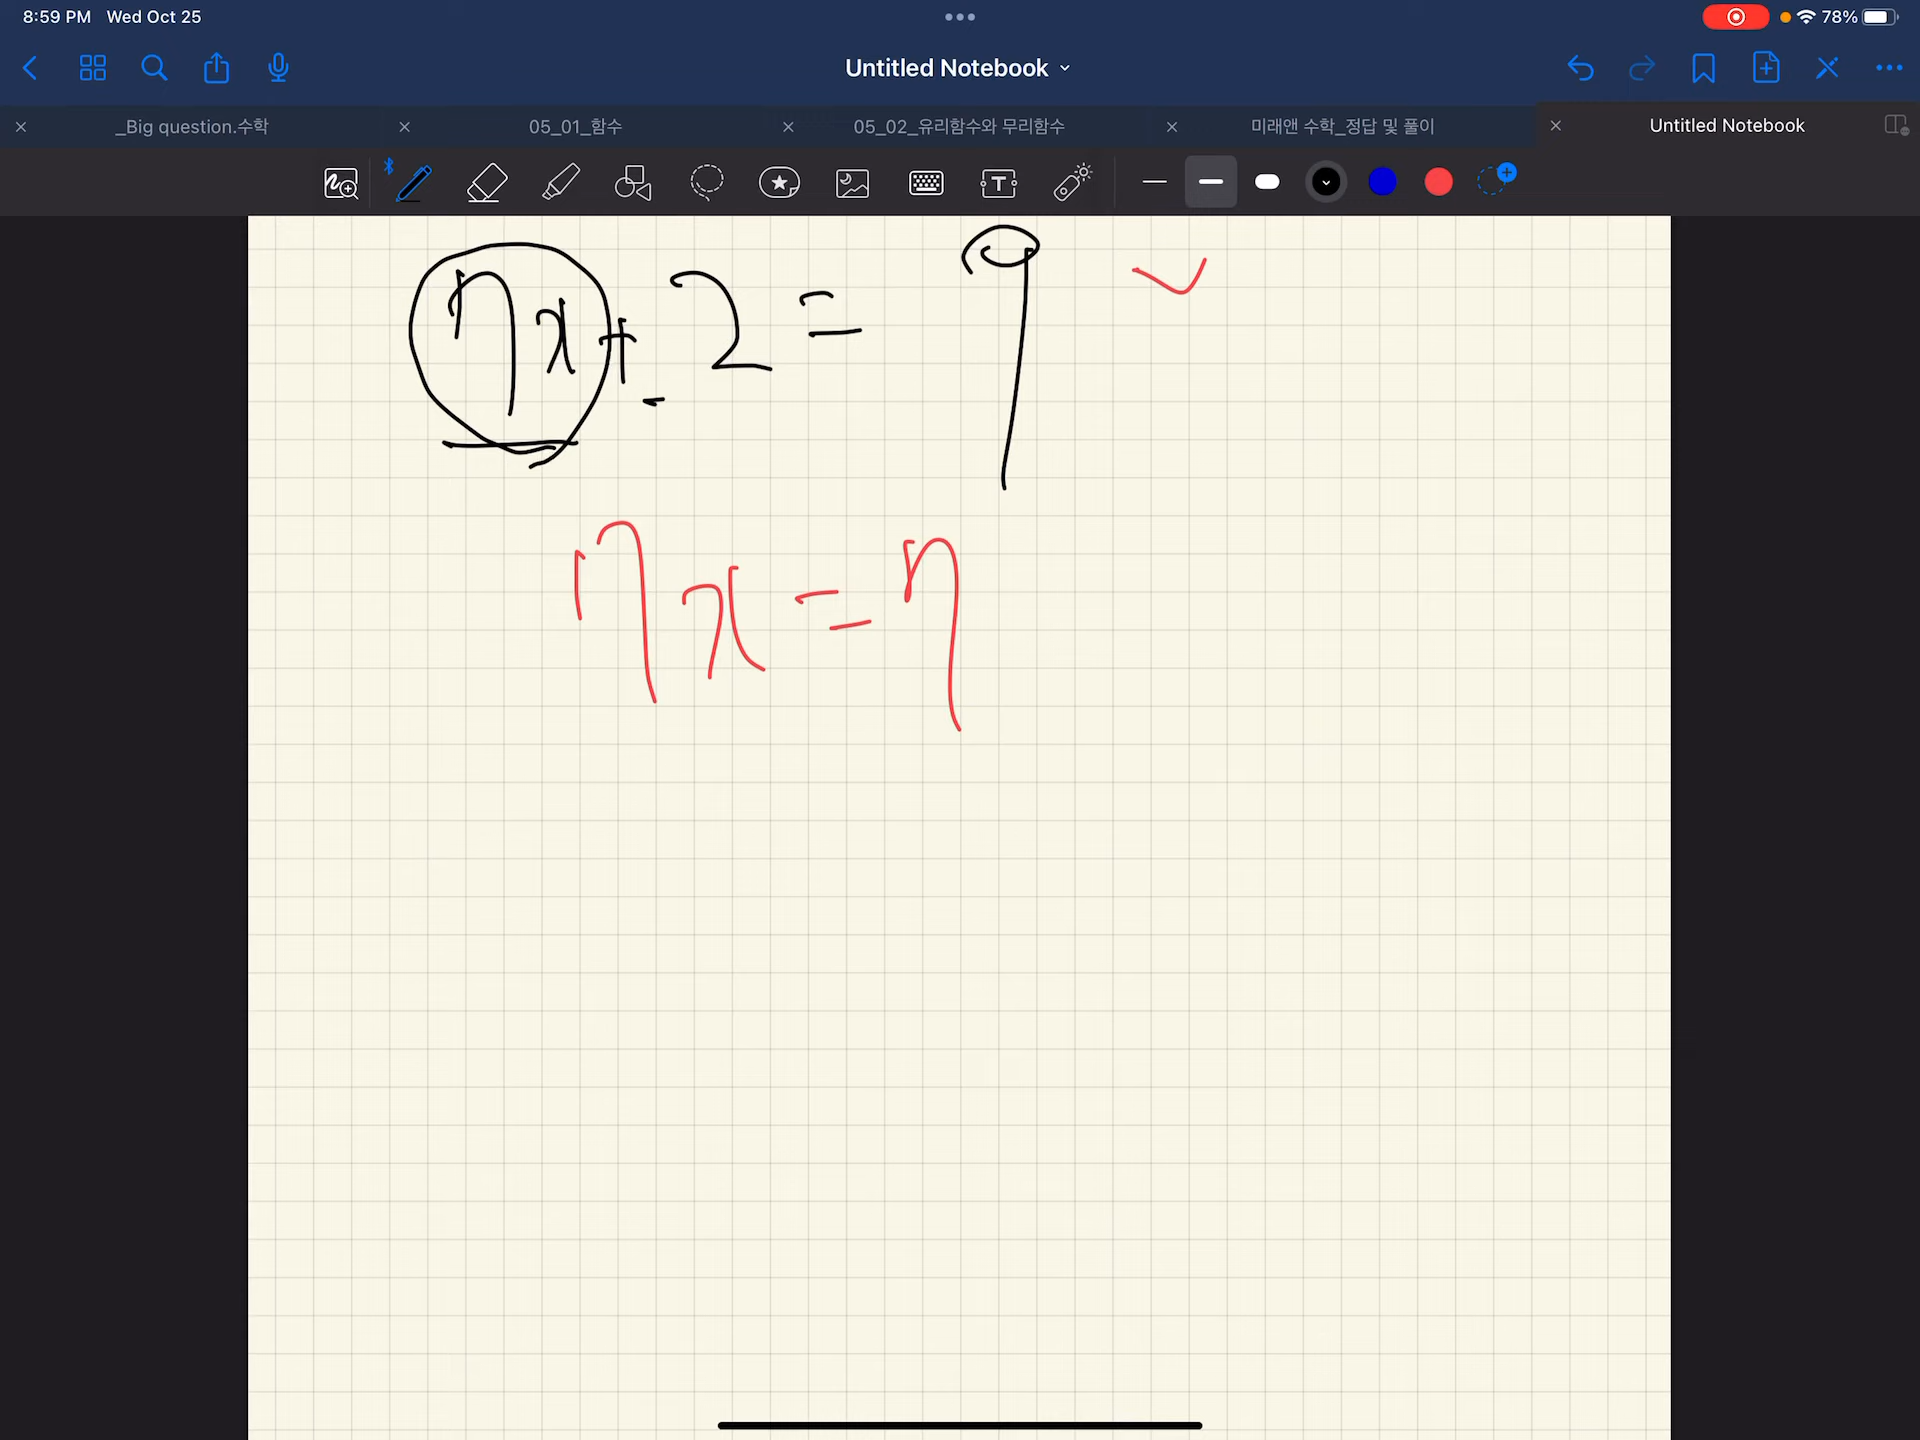 8:59 PM Wed Oct 25 78%
Untitled Notebook
_Big question.수학 05_01_함수 05_02_유리함수와 무리함수 미래앤 수학_정답 및 풀이 Untitled Notebook
7x + 2 = 9
7x = 7